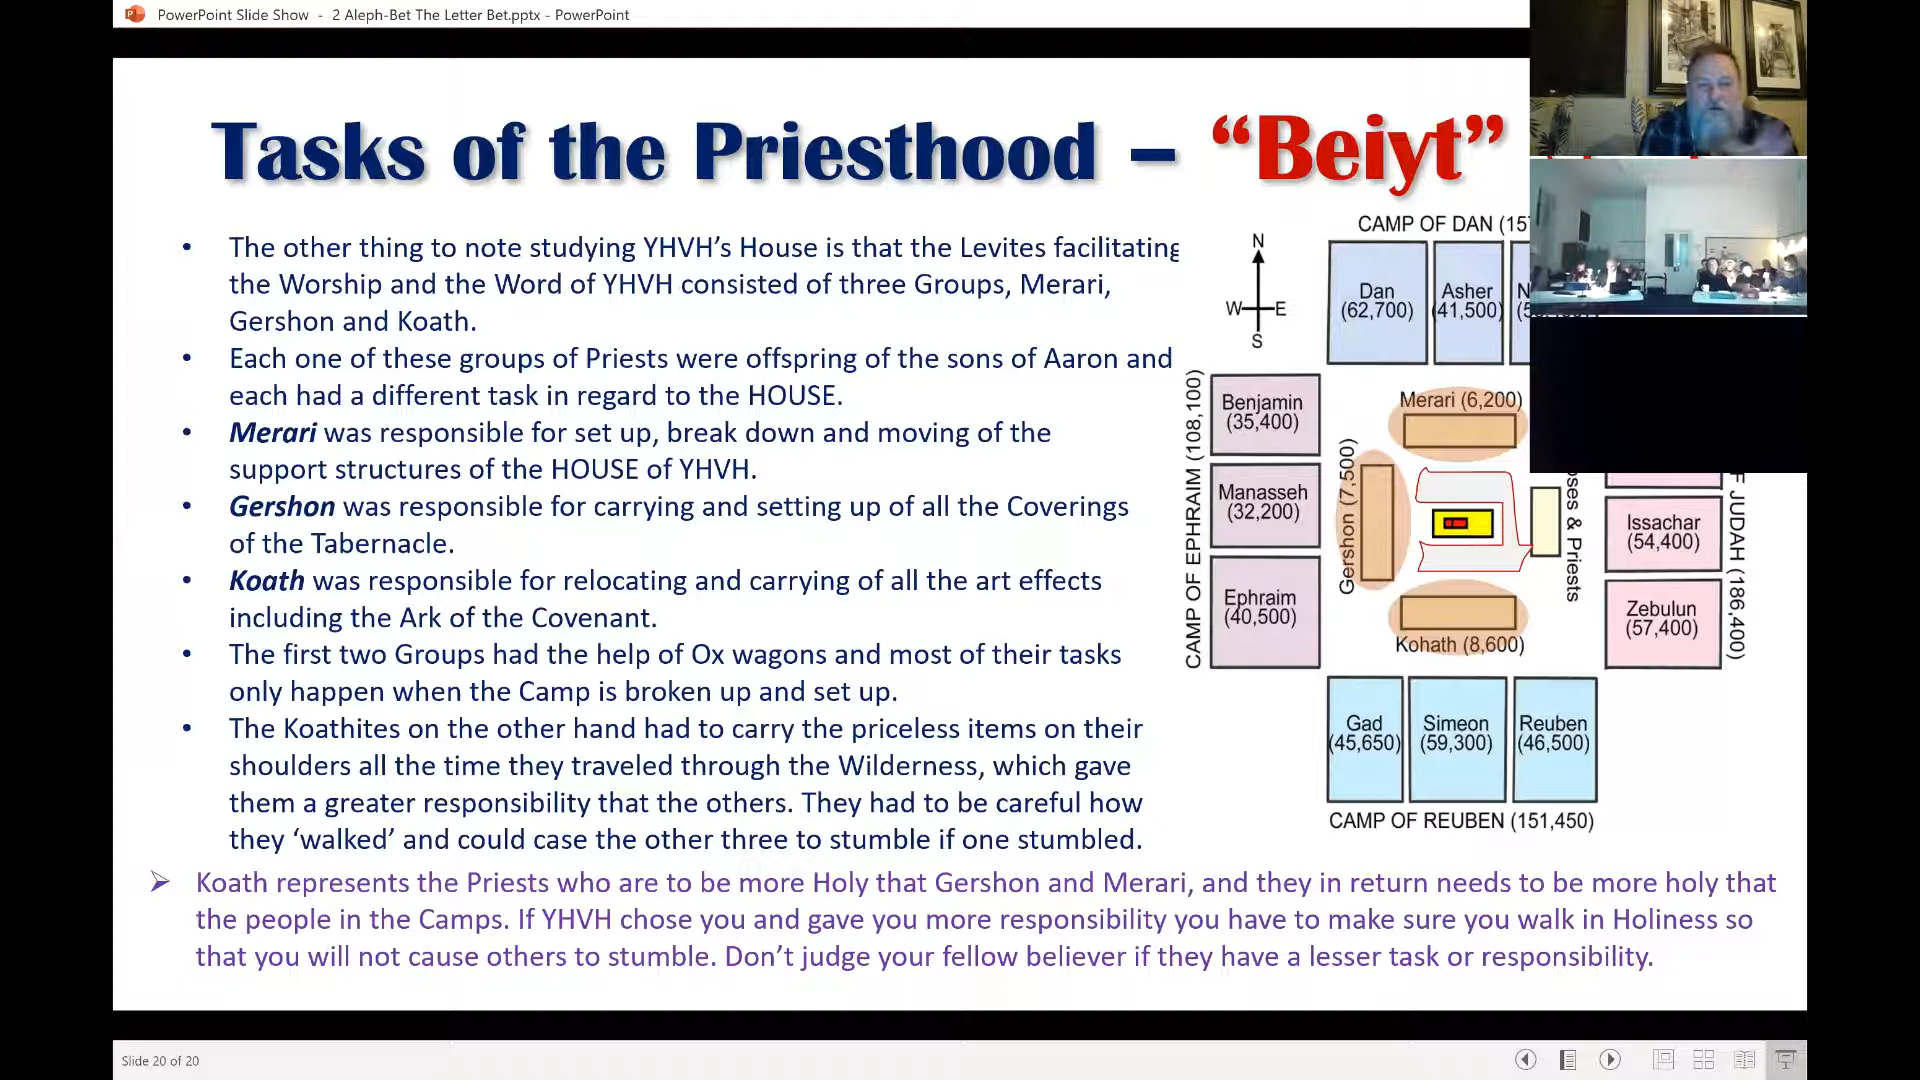 PowerPoint Slide Show - 2 Aleph-Bet The Letter Bet.pptx - PowerPoint
Tasks of the Priesthood – “Beiyt”
• The other thing to note studying YHVH’s House is that the Levites facilitating
the Worship and the Word of YHVH consisted of three Groups, Merari,
Gershon and Koath.
• Each one of these groups of Priests were offspring of the sons of Aaron and
each had a different task in regard to the HOUSE.
• Merari was responsible for set up, break down and moving of the
support structures of the HOUSE of YHVH.
• Gershon was responsible for carrying and setting up of all the Coverings
of the Tabernacle.
• Koath was responsible for relocating and carrying of all the art effects
including the Ark of the Covenant.
• The first two Groups had the help of Ox wagons and most of their tasks
only happen when the Camp is broken up and set up.
• The Koathites on the other hand had to carry the priceless items on their
shoulders all the time they traveled through the Wilderness, which gave
them a greater responsibility that the others. They had to be careful how
they ‘walked’ and could case the other three to stumble if one stumbled.
➢ Koath represents the Priests who are to be more Holy that Gershon and Merari, and they in return needs to be more holy that
the people in the Camps. If YHVH chose you and gave you more responsibility you have to make sure you walk in Holiness so
that you will not cause others to stumble. Don’t judge your fellow believer if they have a lesser task or responsibility.
N
W E
S
CAMP OF DAN (15
Dan
(62,700)
Asher
(41,500)
N
CAMP OF EPHRAIM (108,100)
Benjamin
(35,400)
Manasseh
(32,200)
Ephraim
(40,500)
Merari (6,200)
Gershon (7,500)
Kohath (8,600)
oses & Priests
Issachar
(54,400)
Zebulun
(57,400)
F JUDAH (186,400)
Gad
(45,650)
Simeon
(59,300)
Reuben
(46,500)
CAMP OF REUBEN (151,450)
Slide 20 of 20